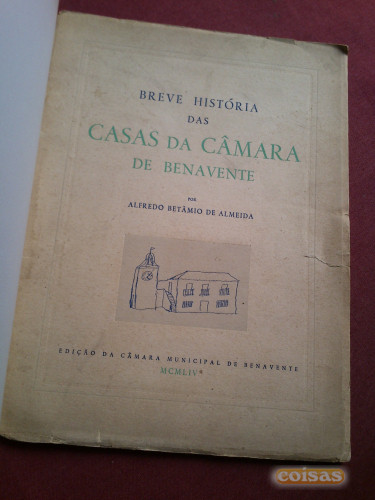 BREVE HISTÓRIA
DAS
CASAS DA CÂMARA
DE BENAVENTE
POR
ALFREDO BETÂMIO DE ALMEIDA
EDIÇÃO DA CÂMARA MUNICIPAL DE BENAVENTE
MCMLIV
coisas